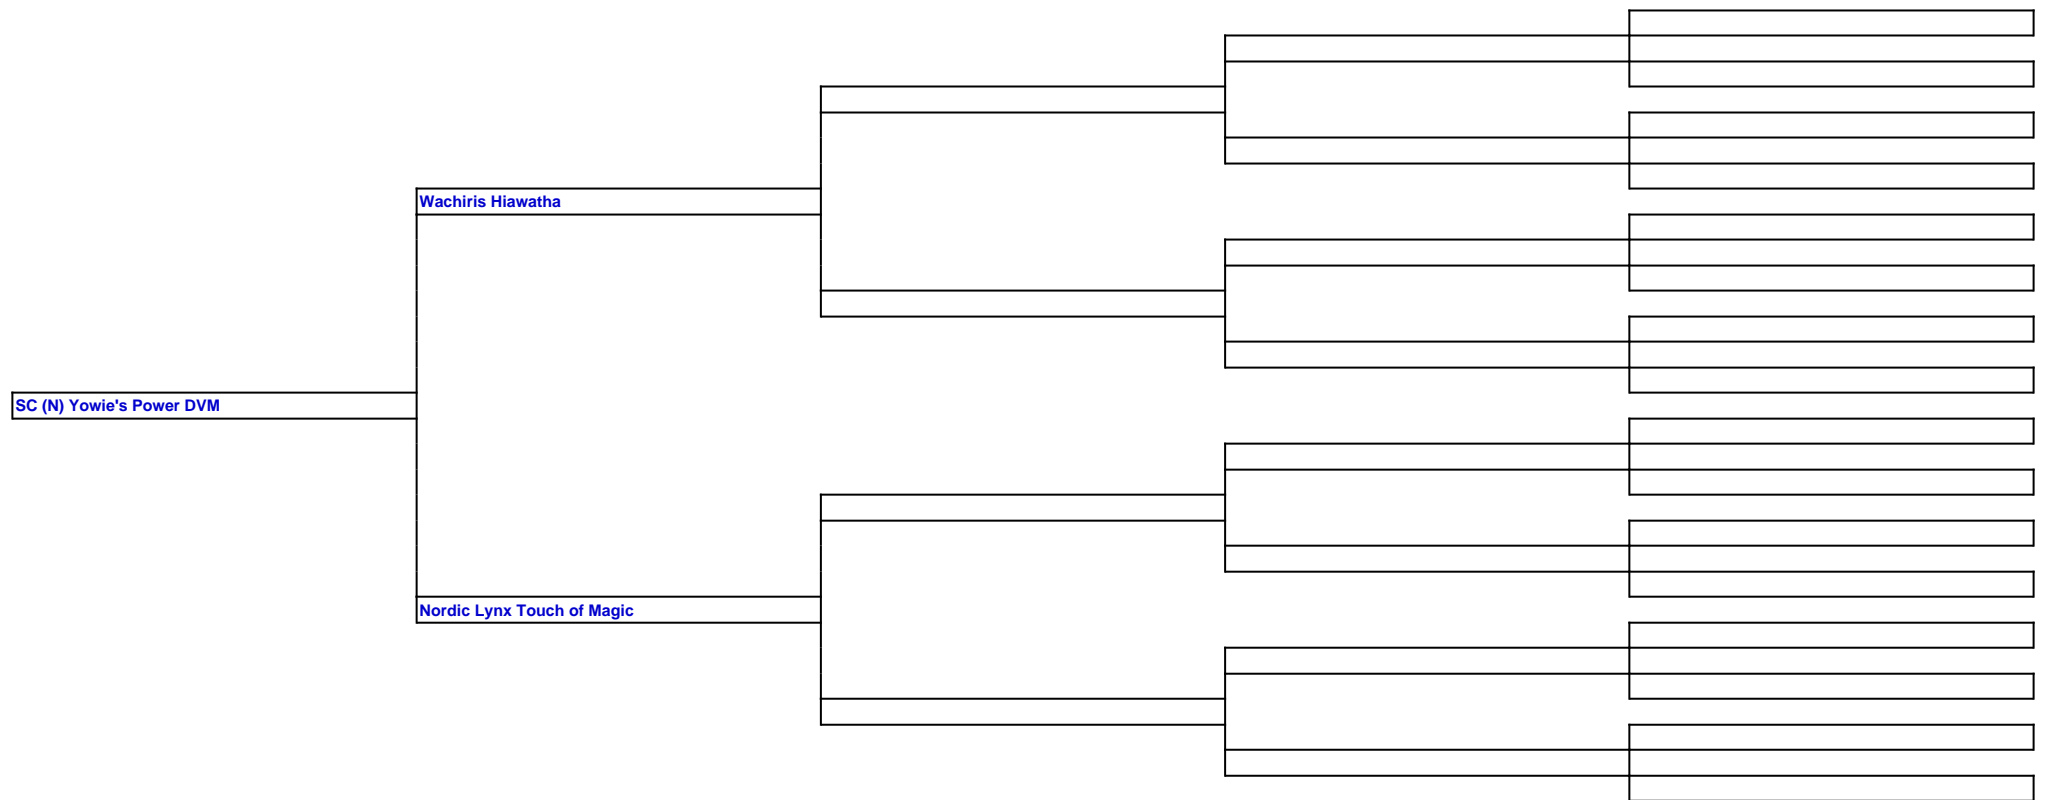 Wachiris Hiawatha
SC (N) Yowie's Power DVM
Nordic Lynx Touch of Magic